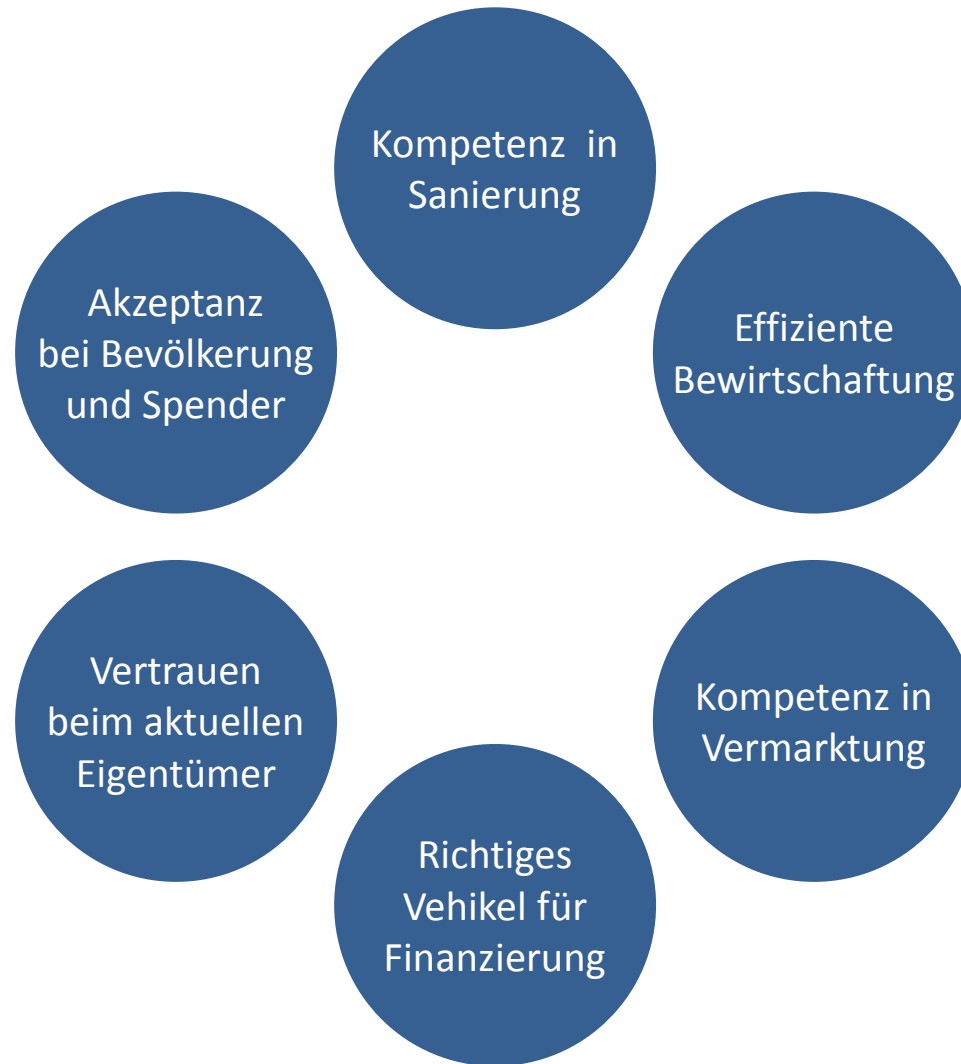 Kompetenz in
Sanierung
Effiziente
Bewirtschaftung
Kompetenz in
Vermarktung
Richtiges
Vehikel für
Finanzierung
Vertrauen
beim aktuellen
Eigentümer
Akzeptanz
bei Bevölkerung
und Spender